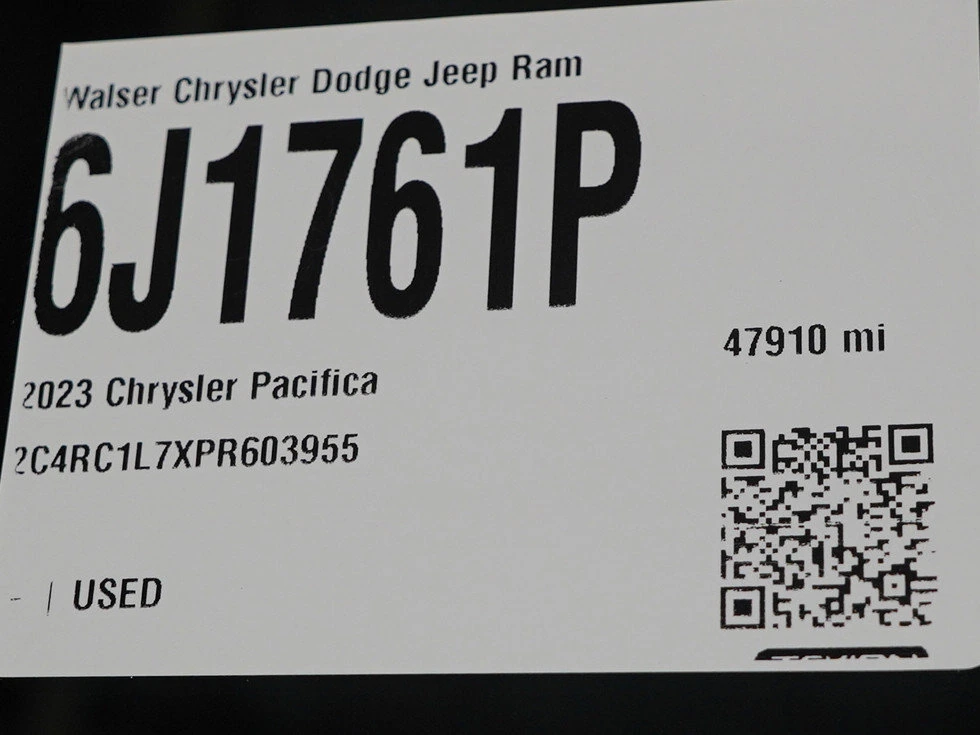 Walser Chrysler Dodge Jeep Ram
6J1761P
47910 mi
2023 Chrysler Pacifica
2C4RC1L7XPR603955
- | USED